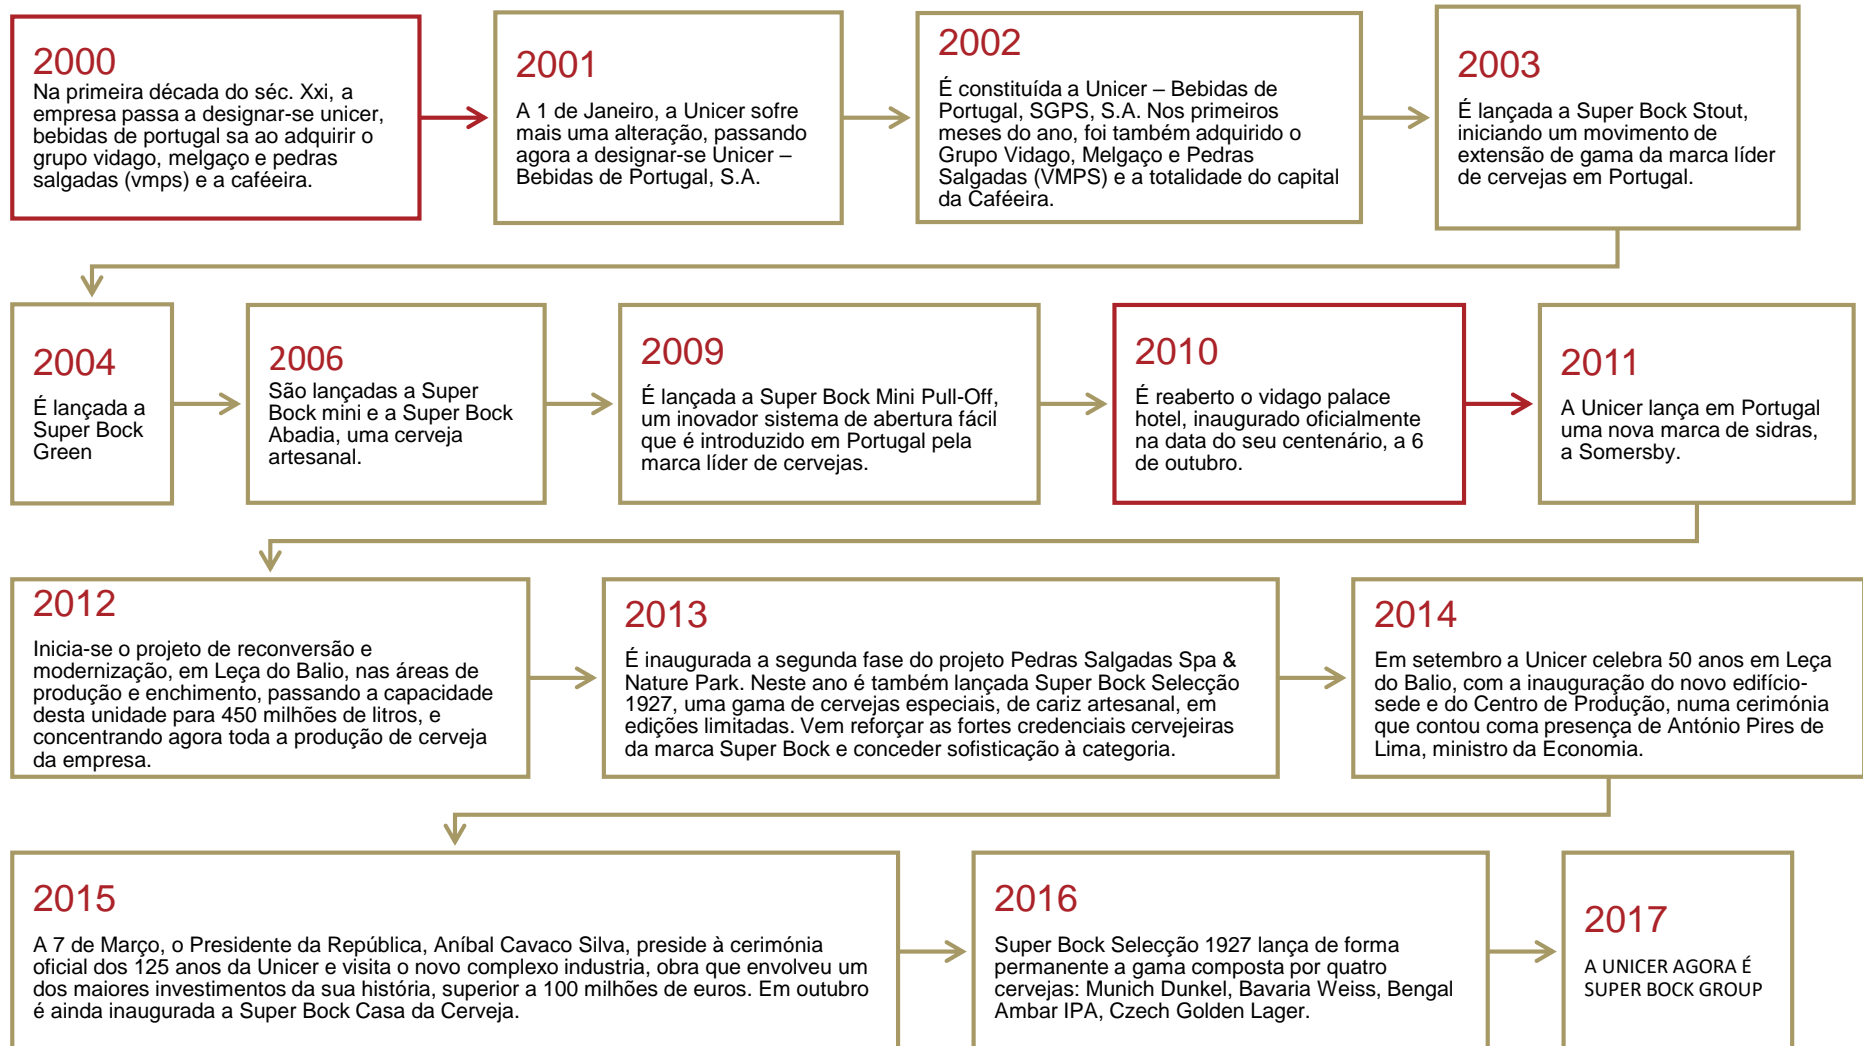 2000
Na primeira década do séc. Xxi, a
empresa passa a designar-se unicer,
bebidas de portugal sa ao adquirir o
grupo vidago, melgaço e pedras
salgadas (vmps) e a caféeira.
2001
A 1 de Janeiro, a Unicer sofre
mais uma alteração, passando
agora a designar-se Unicer –
Bebidas de Portugal, S.A.
2002
É constituída a Unicer – Bebidas de
Portugal, SGPS, S.A. Nos primeiros
meses do ano, foi também adquirido o
Grupo Vidago, Melgaço e Pedras
Salgadas (VMPS) e a totalidade do capital
da Caféeira.
2003
É lançada a Super Bock Stout,
iniciando um movimento de
extensão de gama da marca líder
de cervejas em Portugal.
2004
É lançada a
Super Bock
Green
2006
São lançadas a Super
Bock mini e a Super Bock
Abadia, uma cerveja
artesanal.
2009
É lançada a Super Bock Mini Pull-Off,
um inovador sistema de abertura fácil
que é introduzido em Portugal pela
marca líder de cervejas.
2010
É reaberto o vidago palace
hotel, inaugurado oficialmente
na data do seu centenário, a 6
de outubro.
2011
A Unicer lança em Portugal
uma nova marca de sidras,
a Somersby.
2012
Inicia-se o projeto de reconversão e
modernização, em Leça do Balio, nas áreas de
produção e enchimento, passando a capacidade
desta unidade para 450 milhões de litros, e
concentrando agora toda a produção de cerveja
da empresa.
2013
É inaugurada a segunda fase do projeto Pedras Salgadas Spa &
Nature Park. Neste ano é também lançada Super Bock Selecção
1927, uma gama de cervejas especiais, de cariz artesanal, em
edições limitadas. Vem reforçar as fortes credenciais cervejeiras
da marca Super Bock e conceder sofisticação à categoria.
2014
Em setembro a Unicer celebra 50 anos em Leça
do Balio, com a inauguração do novo edifício-
sede e do Centro de Produção, numa cerimónia
que contou coma presença de António Pires de
Lima, ministro da Economia.
2015
A 7 de Março, o Presidente da República, Aníbal Cavaco Silva, preside à cerimónia
oficial dos 125 anos da Unicer e visita o novo complexo industria, obra que envolveu um
dos maiores investimentos da sua história, superior a 100 milhões de euros. Em outubro
é ainda inaugurada a Super Bock Casa da Cerveja.
2016
Super Bock Selecção 1927 lança de forma
permanente a gama composta por quatro
cervejas: Munich Dunkel, Bavaria Weiss, Bengal
Ambar IPA, Czech Golden Lager.
2017
A UNICER AGORA É
SUPER BOCK GROUP